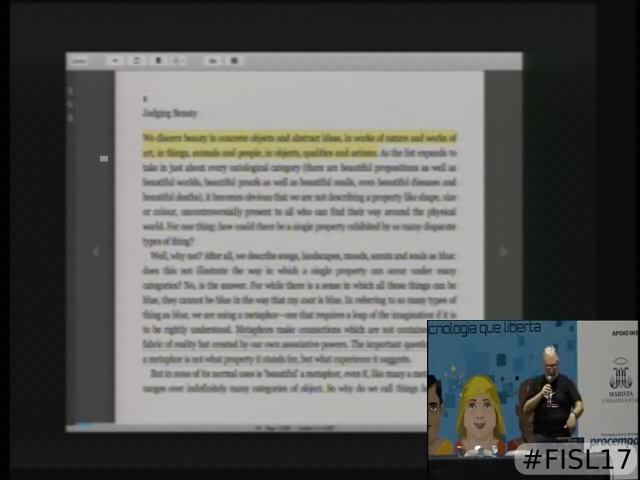 Judging Beauty
We discern beauty in concrete objects and abstract ideas, in works of nature and works of
art, in things, animals and people, in objects, qualities and actions. As the list expands to
take in just about every ontological category (there are beautiful propositions as well as
beautiful worlds, beautiful proofs as well as beautiful snails, even beautiful diseases and
beautiful deaths), it becomes obvious that we are not describing a property like shape, size
or colour, uncontroversially present to all who can find their way around the physical
world. For one thing: how could there be a single property exhibited by so many disparate
types of thing?
Well, why not? After all, we describe songs, landscapes, moods, scents and souls as blue:
does this not illustrate the way in which a single property can occur under many
categories? No, is the answer. For while there is a sense in which all those things can be
blue, they cannot be blue in the way that my coat is blue. In referring to so many types of
thing as blue, we are using a metaphor—one that requires a leap of the imagination if it is
to be rightly understood. Metaphors make connections which are not contained
fabric of reality but created by our own associative powers. The important
a metaphor is not what property it stands for, but what experience it suggests.
But in none of its normal uses is 'beautiful' a metaphor, even if, like many a
ranges over indefinitely many categories of object. So why do we call things
cnologia que liberta
APOIO
MARISTA
procempa
#FISL17